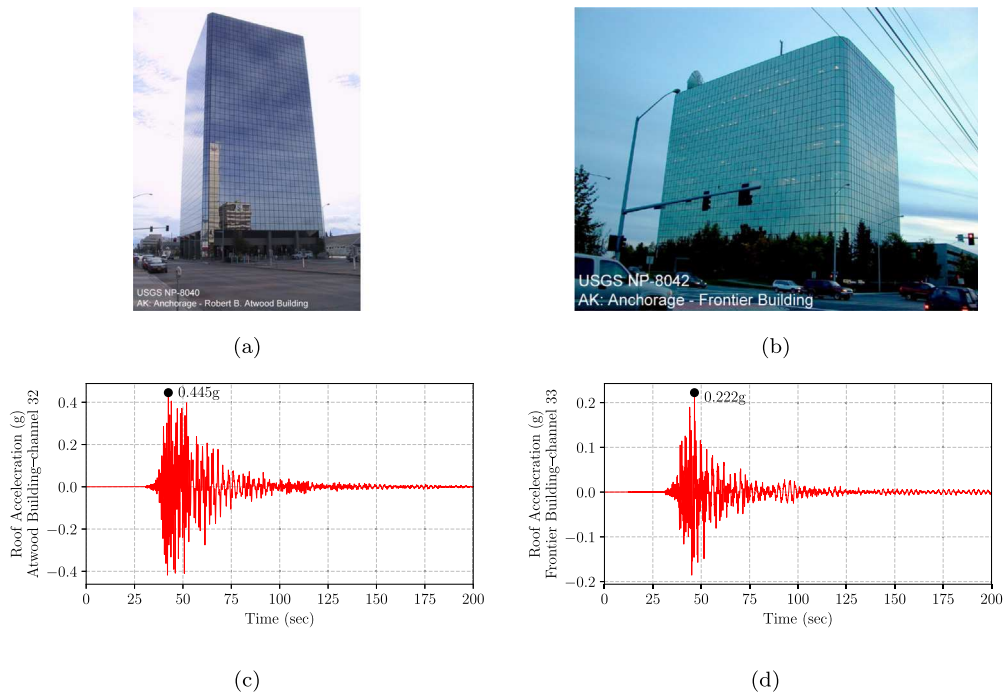 USGS NP-8040
AK: Anchorage - Robert B. Atwood Building
USGS NP-8042
AK: Anchorage - Frontier Building
(a)
(b)
0.445g
0.4
0.2
0.0
−0.2
−0.4
0
25
50
75
100
125
150
175
200
Time (sec)
Roof Accelecration (g)
Atwood Building-channel 32
0.222g
0.2
0.1
0.0
−0.1
−0.2
0
25
50
75
100
125
150
175
200
Time (sec)
Roof Accelecration (g)
Frontier Building-channel 33
(c)
(d)